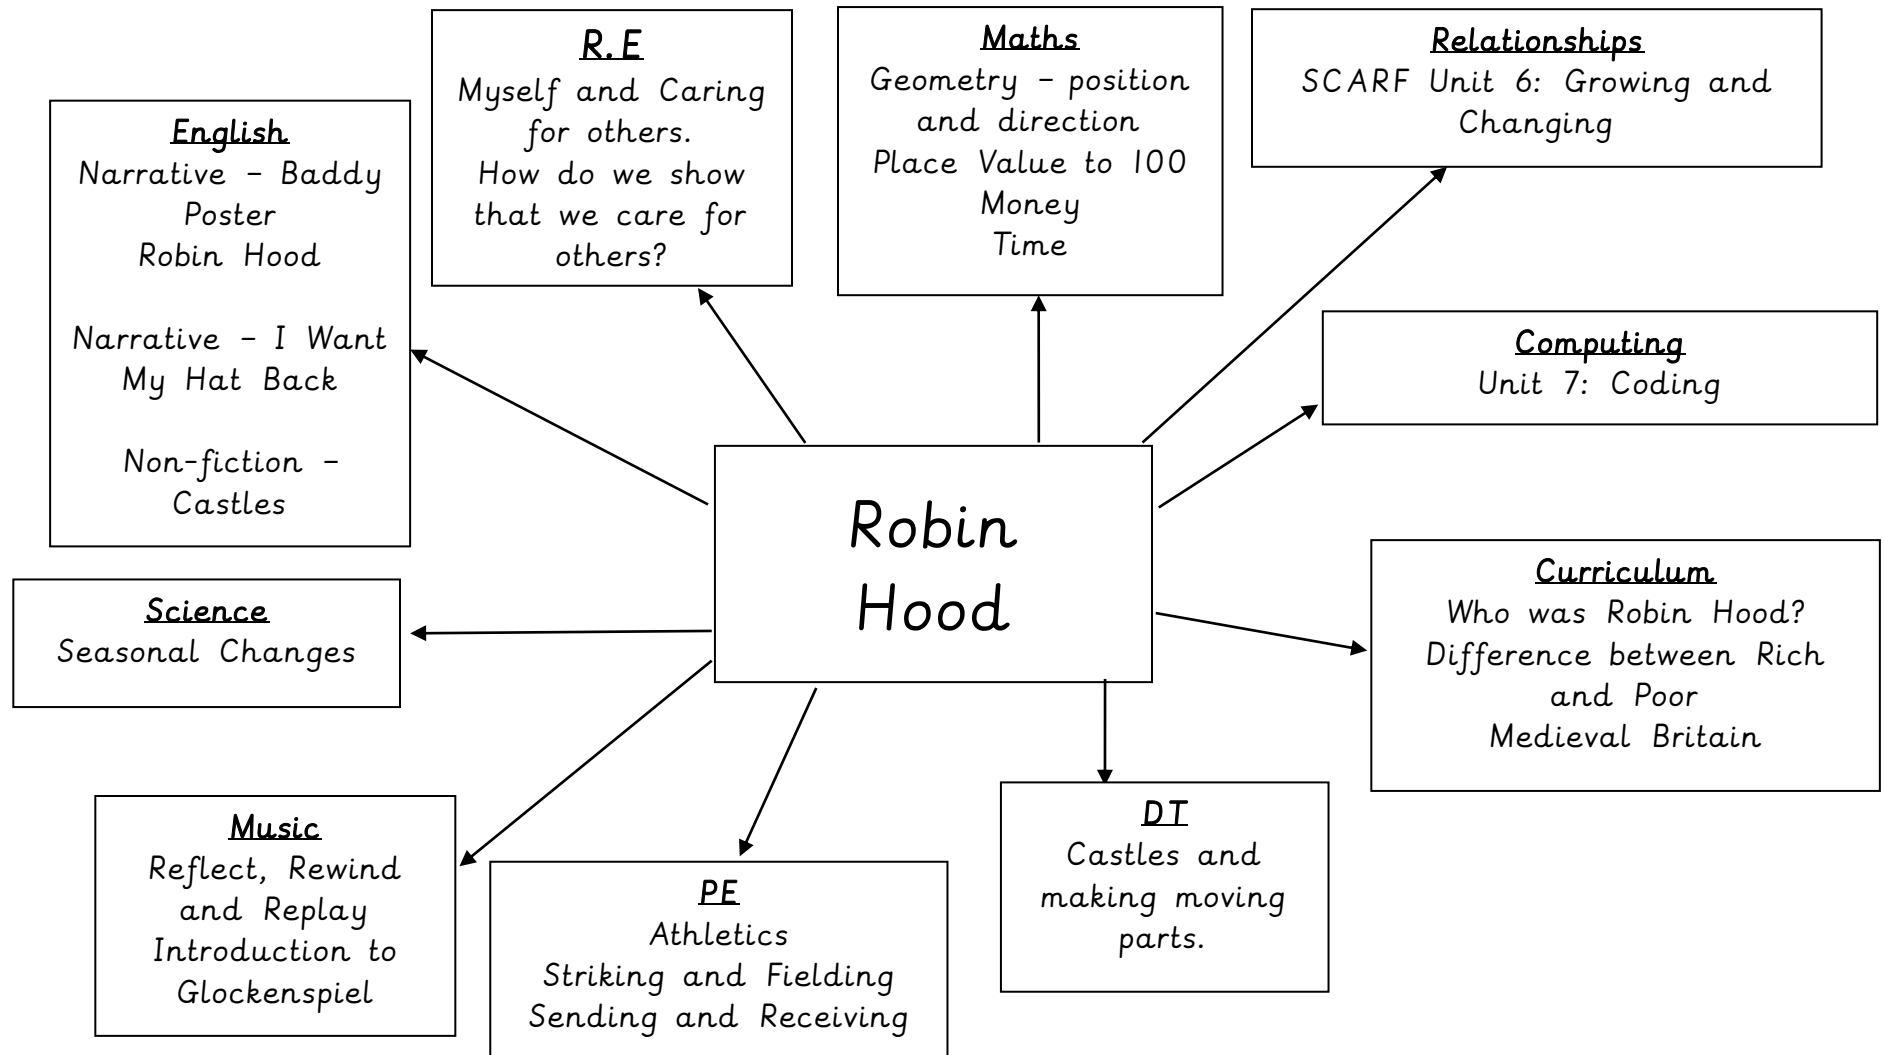 R.E
Myself and Caring
for others.
How do we show
that we care for
others?
Maths
Geometry – position
and direction
Place Value to 100
Money
Time
Relationships
SCARF Unit 6: Growing and
Changing
English
Narrative – Baddy
Poster
Robin Hood
Narrative – I Want
My Hat Back
Non-fiction –
Castles
Computing
Unit 7: Coding
Robin
Hood
Science
Seasonal Changes
Curriculum
Who was Robin Hood?
Difference between Rich
and Poor
Medieval Britain
Music
Reflect, Rewind
and Replay
Introduction to
Glockenspiel
PE
Athletics
Striking and Fielding
Sending and Receiving
DT
Castles and
making moving
parts.